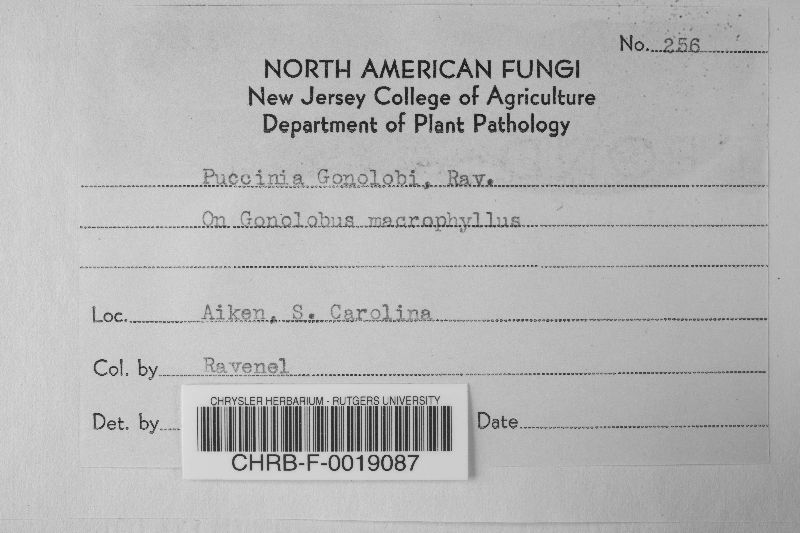 No. 256
NORTH AMERICAN FUNGI
New Jersey College of Agriculture
Department of Plant Pathology
Puccinia Gonolobi, Rav.
On Gonolobus macrophyllus
Loc. Aiken, S. Carolina
Col. by Ravenel
Det. by
Date
CHRYSLER HERBARIUM - RUTGERS UNIVERSITY
CHRB-F-0019087